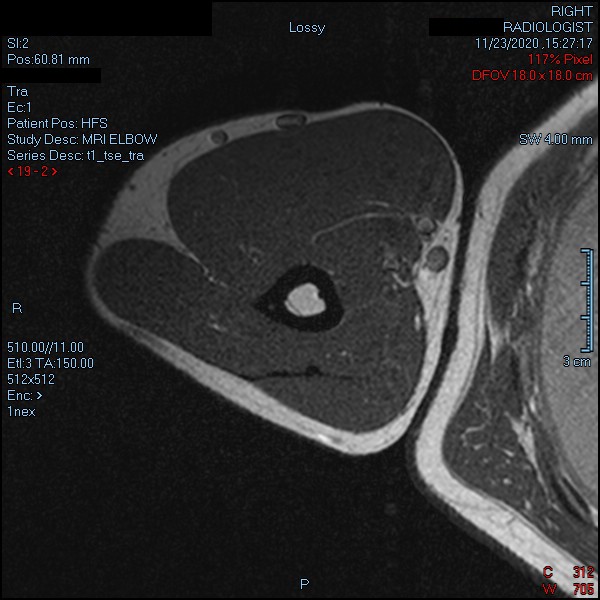 Lossy
SI:2
Pos:60.81 mm
RIGHT
RADIOLOGIST
11/23/2020 ,15:27:17
117% Pixel
DFOV 18.0 x 18.0 cm
Tra
Ec:1
Patient Pos: HFS
Study Desc: MRI ELBOW
Series Desc: t1_tse_tra
< 19 - 2 >
SW 4.00 mm
R
510.00//11.00
Etl:3 TA:150.00
512x512
Enc: >
1nex
3 cm
P
C 312
W 705